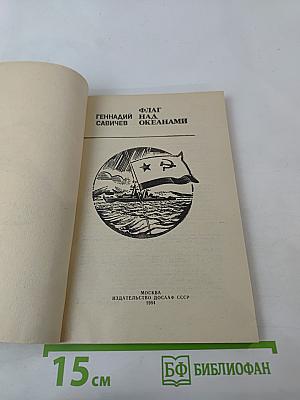 ГЕННАДИЙ
САВИЧЕВ
ФЛАГ
НАД
ОКЕАНАМИ
МОСКВА
ИЗДАТЕЛЬСТВО ДОСААФ СССР
1984
15 см
БФ БИБЛИОФАН